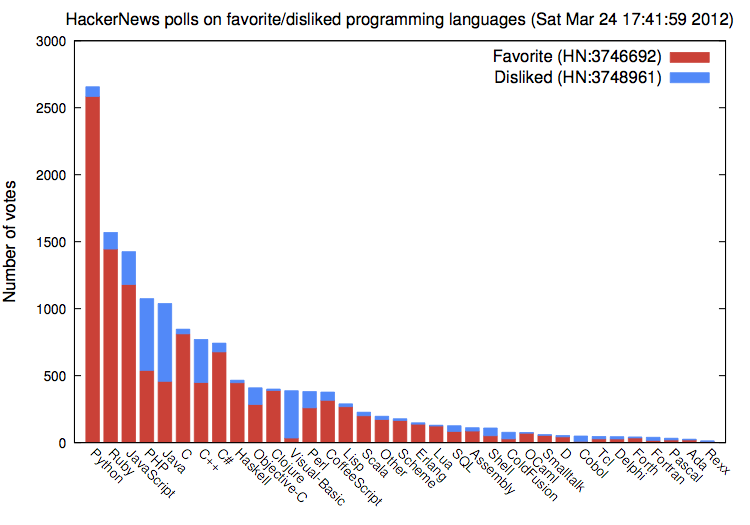 HackerNews polls on favorite/disliked programming languages (Sat Mar 24 17:41:59 2012)
Favorite (HN:3746692)
Disliked (HN:3748961)
Number of votes
3000
2500
2000
1500
1000
500
0
Python
Ruby
JavaScript
PHP
Java
C
C++
C#
Haskell
Objective-C
Clojure
Visual-Basic
Perl
CoffeeScript
Lisp
Scala
Other
Scheme
Erlang
Lua
SQL
Assembly
Shell
ColdFusion
OCaml
Smalltalk
D
Cobol
Tcl
Delphi
Forth
Fortran
Pascal
Ada
Rexx